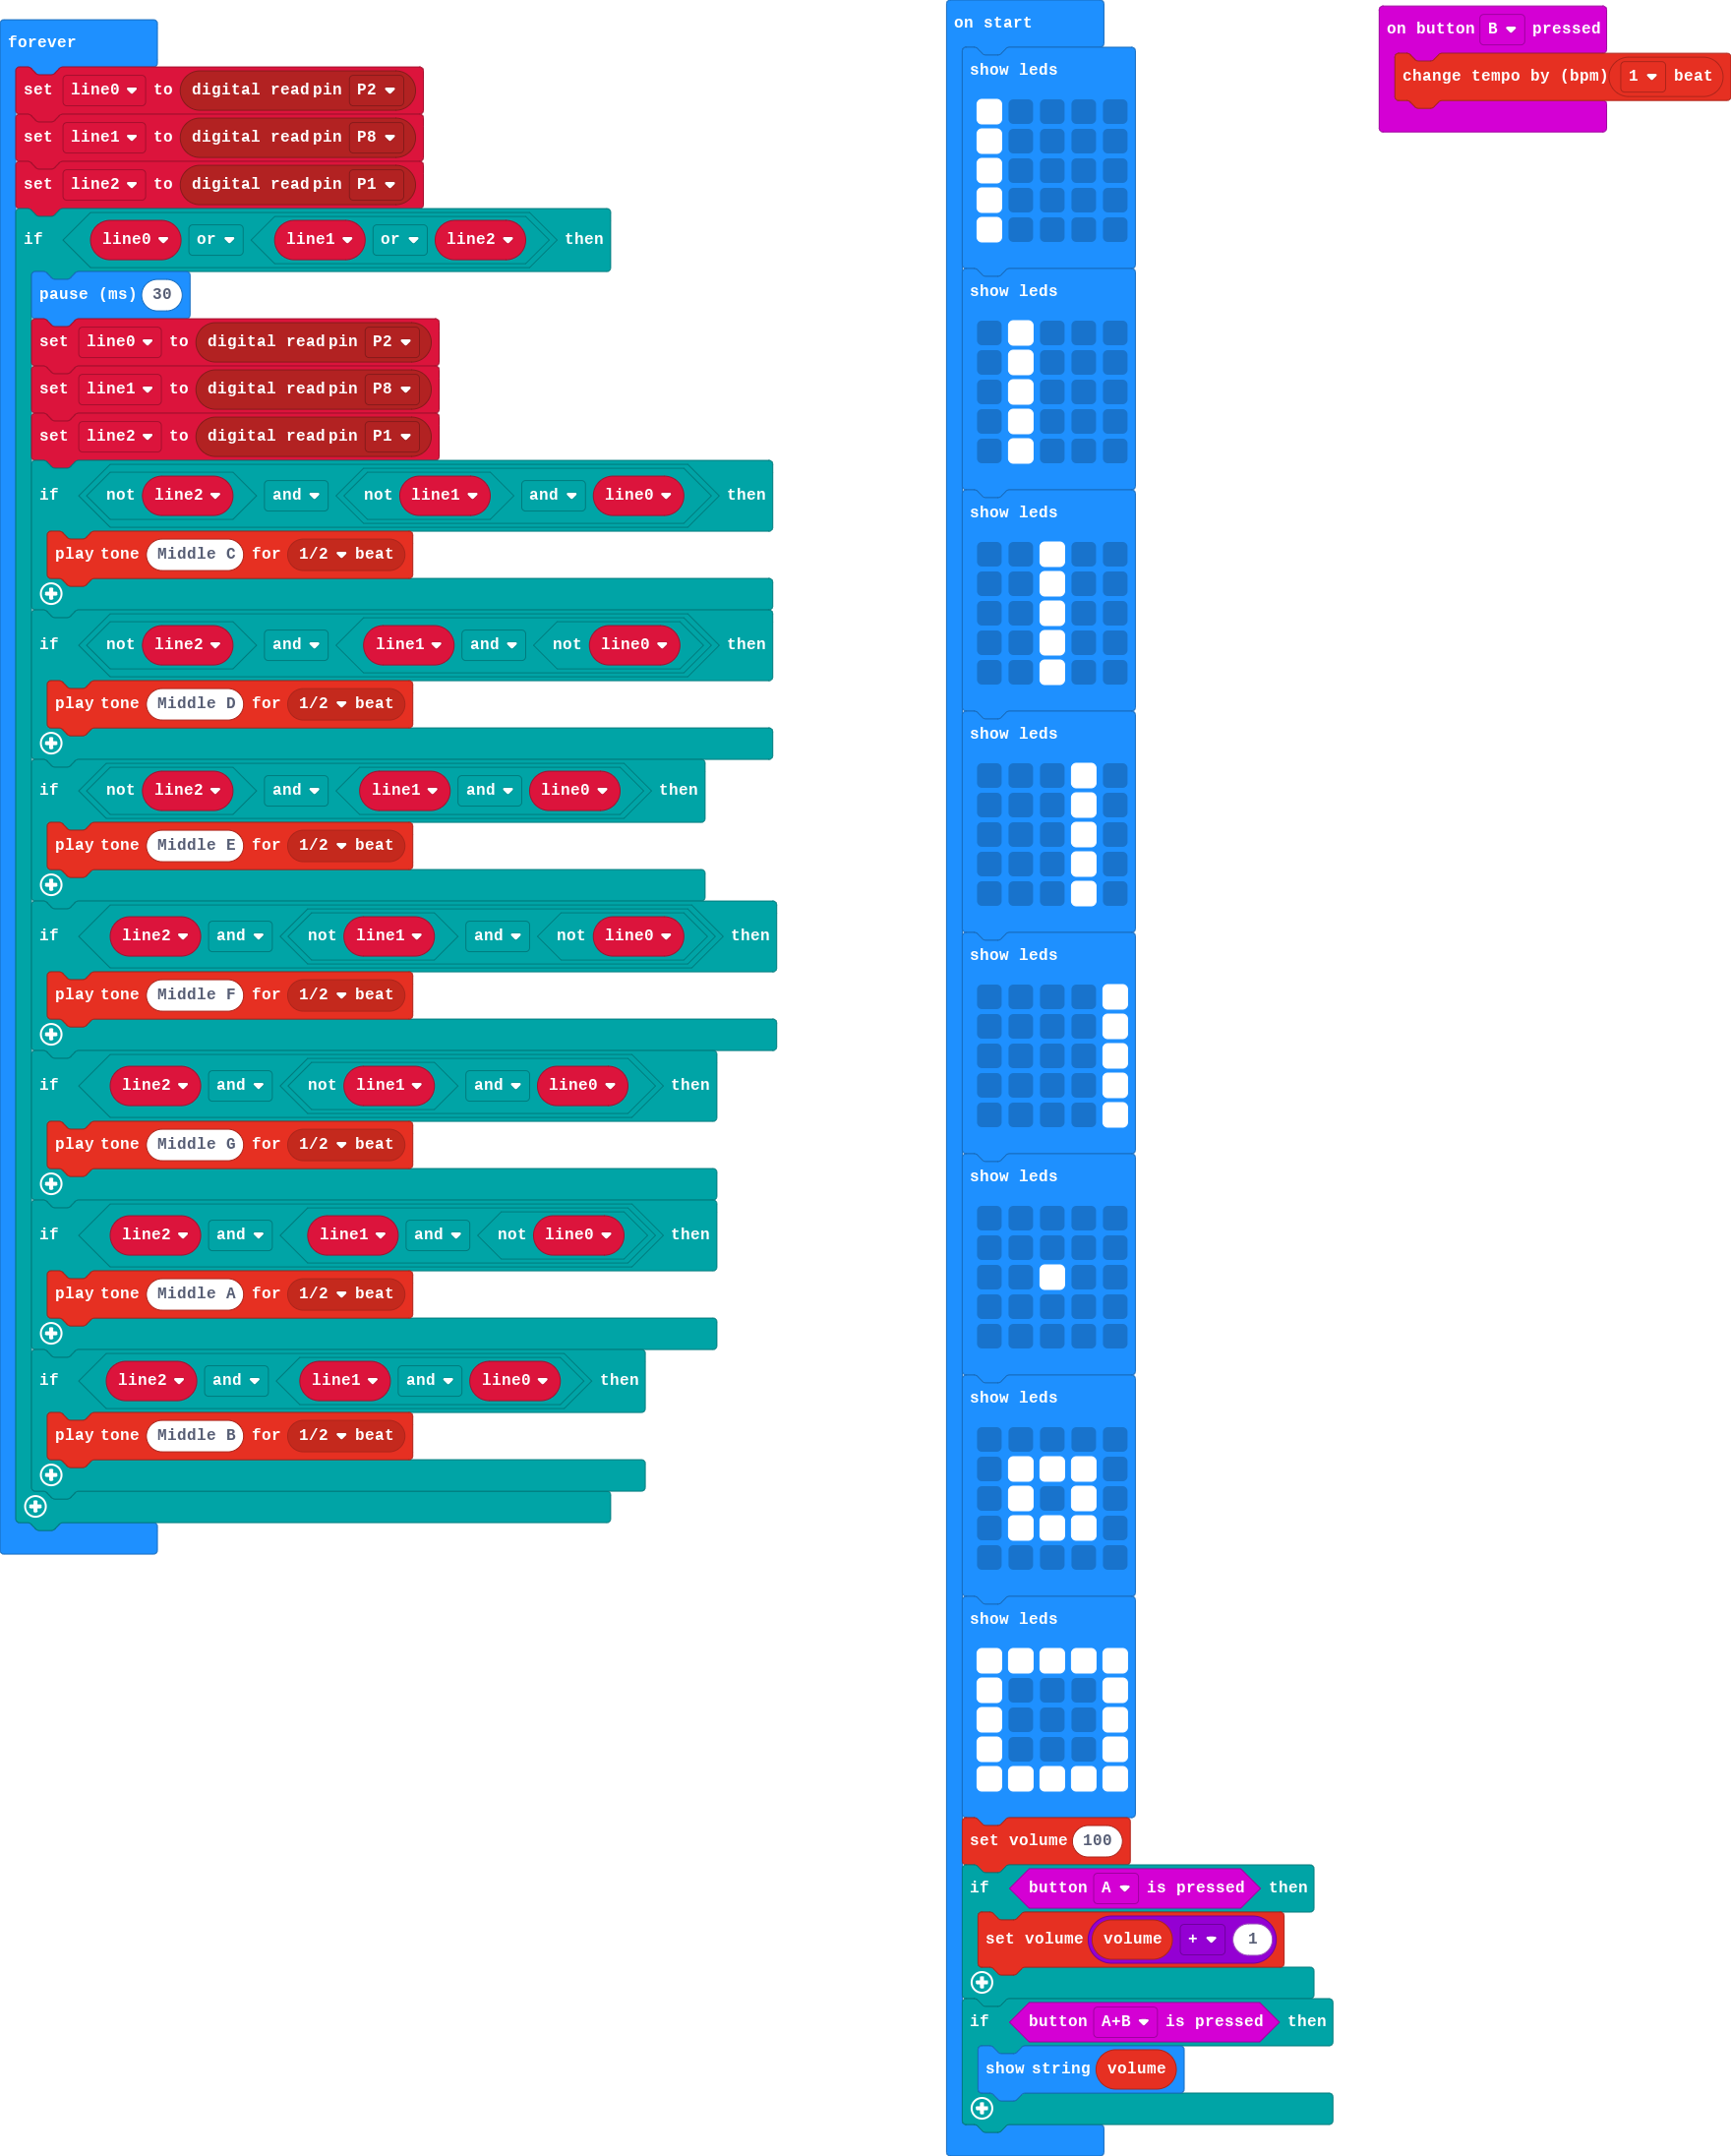 forever
set line0 to digital read pin P2
set line1 to digital read pin P8
set line2 to digital read pin P1
if line0 or line1 or line2 then
pause (ms) 30
set line0 to digital read pin P2
set line1 to digital read pin P8
set line2 to digital read pin P1
if not line2 and not line1 and line0 then
play tone Middle C for 1/2 beat
if not line2 and line1 and not line0 then
play tone Middle D for 1/2 beat
if not line2 and line1 and line0 then
play tone Middle E for 1/2 beat
if line2 and not line1 and not line0 then
play tone Middle F for 1/2 beat
if line2 and not line1 and line0 then
play tone Middle G for 1/2 beat
if line2 and line1 and not line0 then
play tone Middle A for 1/2 beat
if line2 and line1 and line0 then
play tone Middle B for 1/2 beat
on start
show leds
show leds
show leds
show leds
show leds
show leds
show leds
show leds
set volume 100
if button A is pressed then
set volume volume + 1
if button A+B is pressed then
show string volume
on button B pressed
change tempo by (bpm) 1 beat